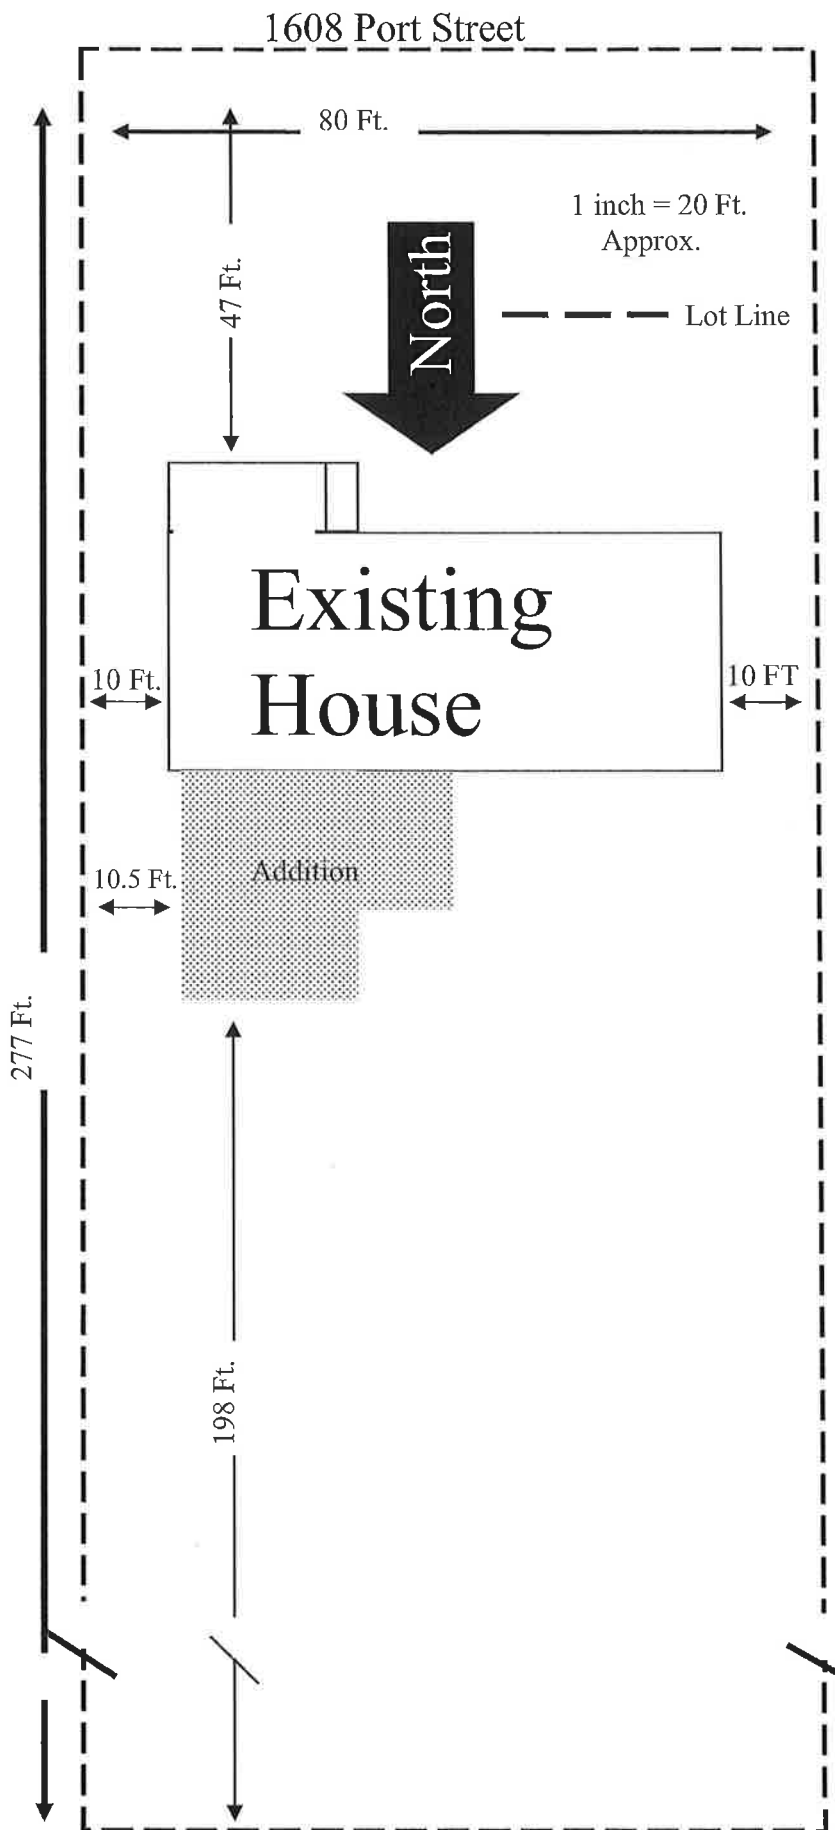 1608 Port Street
80 Ft.
47 Ft.
North
1 inch = 20 Ft.
Approx.
Lot Line
Existing
House
10 Ft.
10 FT
Addition
10.5 Ft.
277 Ft.
198 Ft.